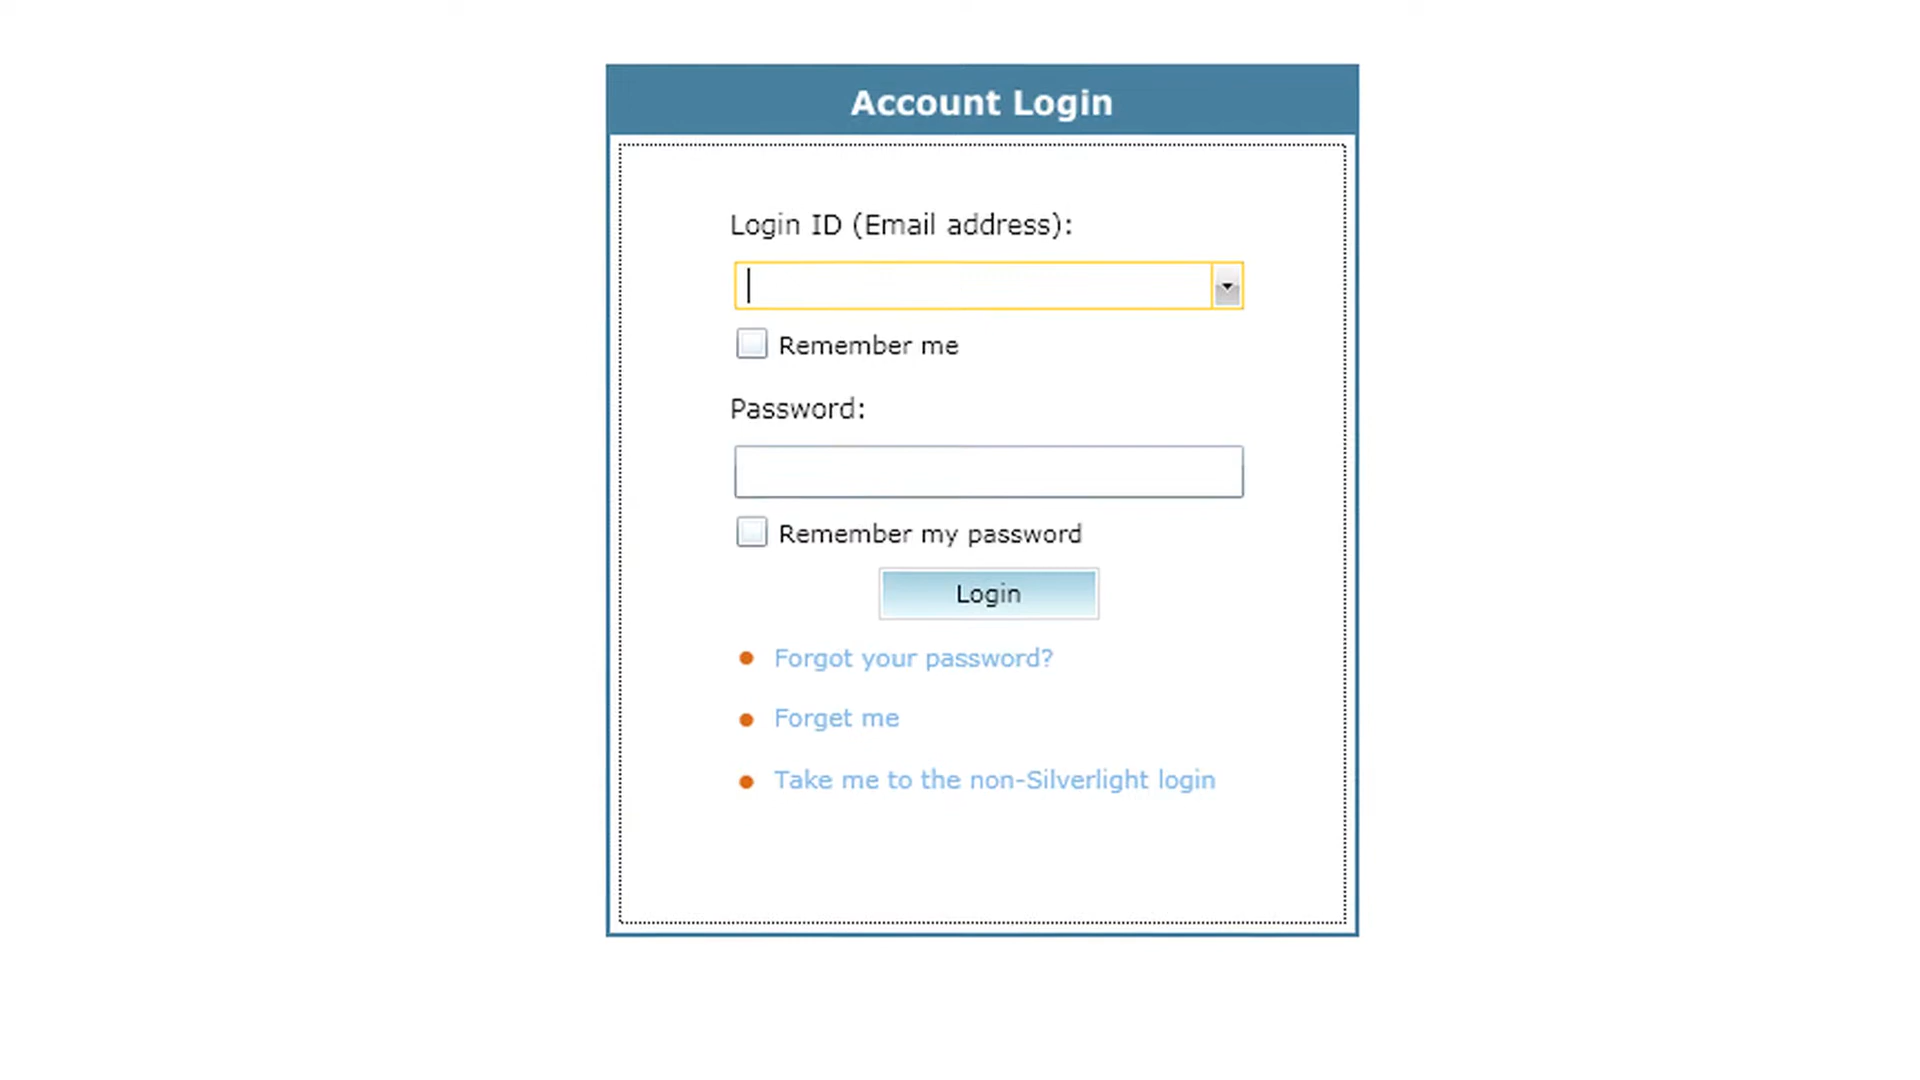 Account Login
Login ID (Email address):
Remember me
Password:
Remember my password
Login
Forgot your password?
Forget me
Take me to the non-Silverlight login